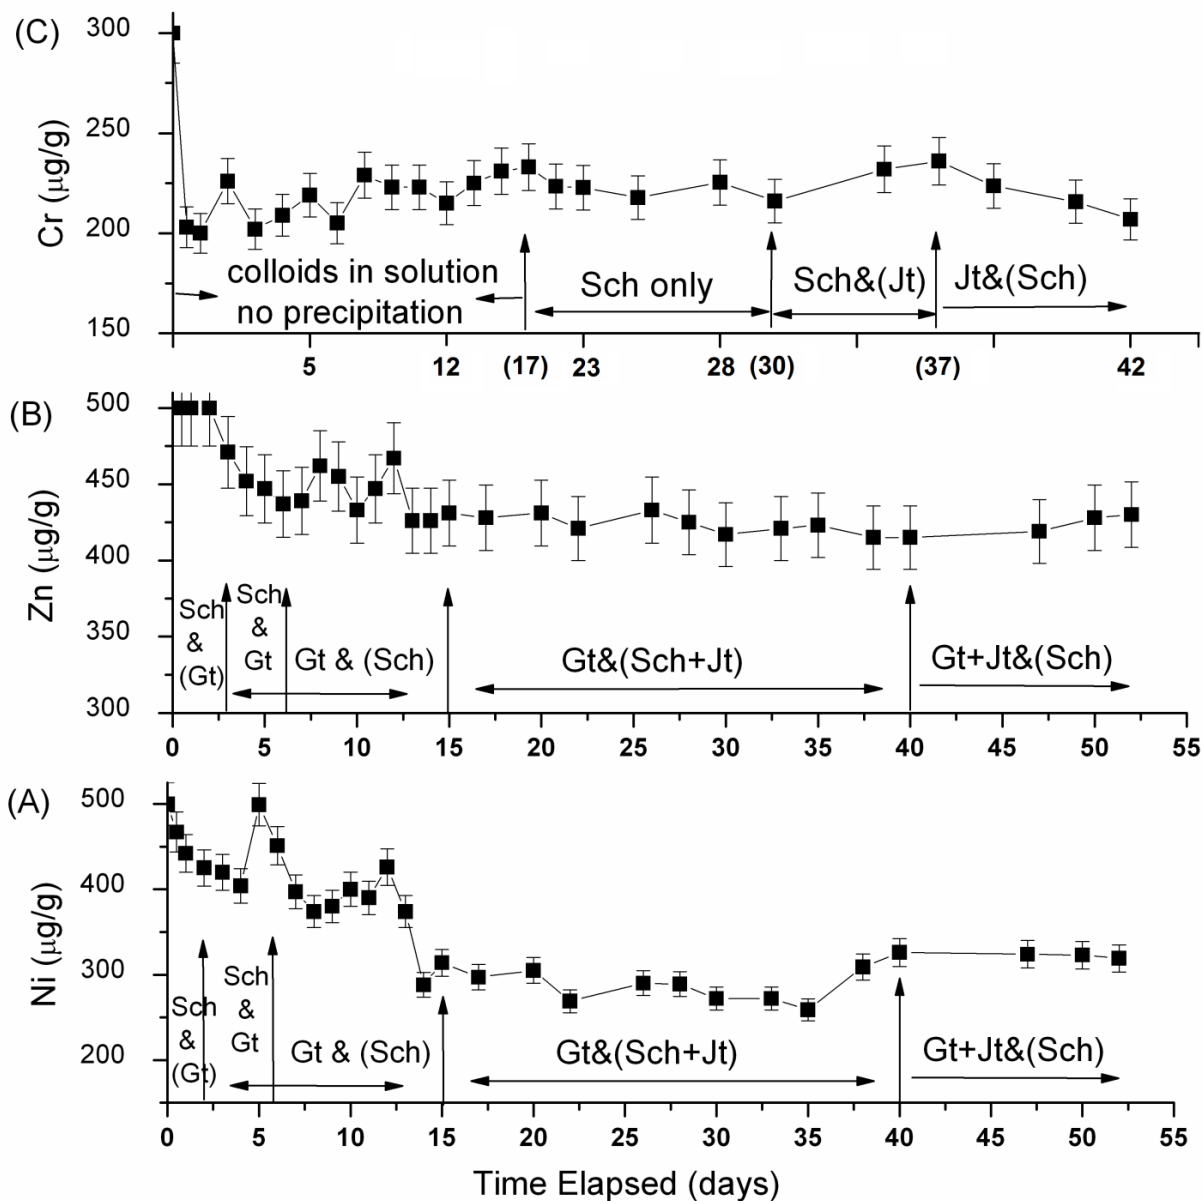 (C)
Cr (μg/g)
300
250
200
150
colloids in solution
no precipitation
Sch only
Sch&(Jt)
Jt&(Sch)
5 12 (17) 23 28 (30) (37) 42
(B)
Zn (μg/g)
500
450
400
350
300
Sch
&
(Gt)
Sch
&
Gt
Gt & (Sch)
Gt&(Sch+Jt)
Gt+Jt&(Sch)
0 5 10 15 20 25 30 35 40 45 50 55
(A)
Ni (μg/g)
500
400
300
200
Sch
&
(Gt)
Sch
&
Gt
Gt & (Sch)
Gt&(Sch+Jt)
Gt+Jt&(Sch)
0 5 10 15 20 25 30 35 40 45 50 55
Time Elapsed (days)